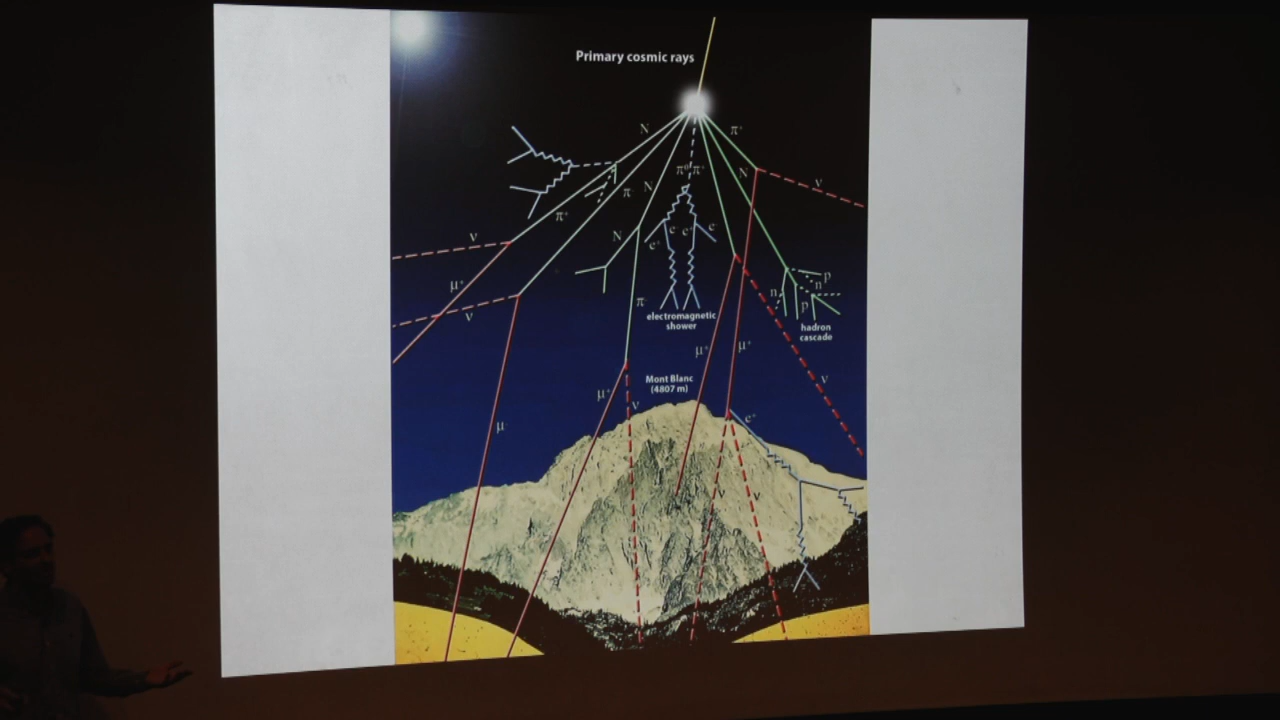 Primary cosmic rays
N
π⁺
N
π⁰
π⁻
π
N
ν
π⁺
N
e
e
e⁺
e⁺
ν
p
n
n
μ⁺
π
p
ν
electromagnetic
shower
hadron
cascade
μ⁺
μ⁺
Mont Blanc
(4807 m)
ν
μ⁺
ν
e⁺
μ
ν
ν